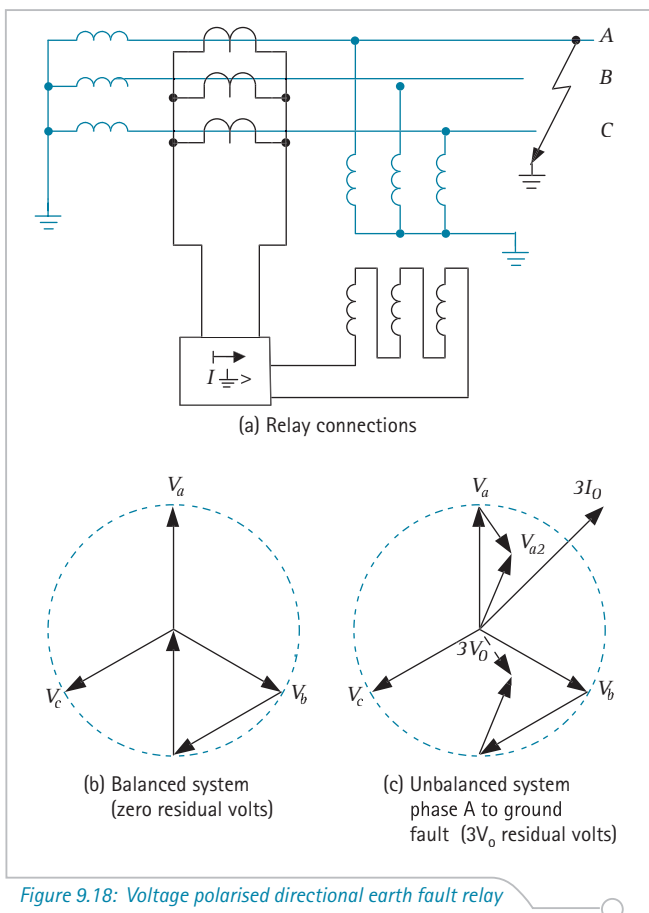 A
B
C
I ⏚ >
(a) Relay connections
Va
Vc
Vb
(b) Balanced system
(zero residual volts)
Va
3I0
Va2
3V0
Vc
Vb
(c) Unbalanced system
phase A to ground
fault (3Vo residual volts)
Figure 9.18: Voltage polarised directional earth fault relay